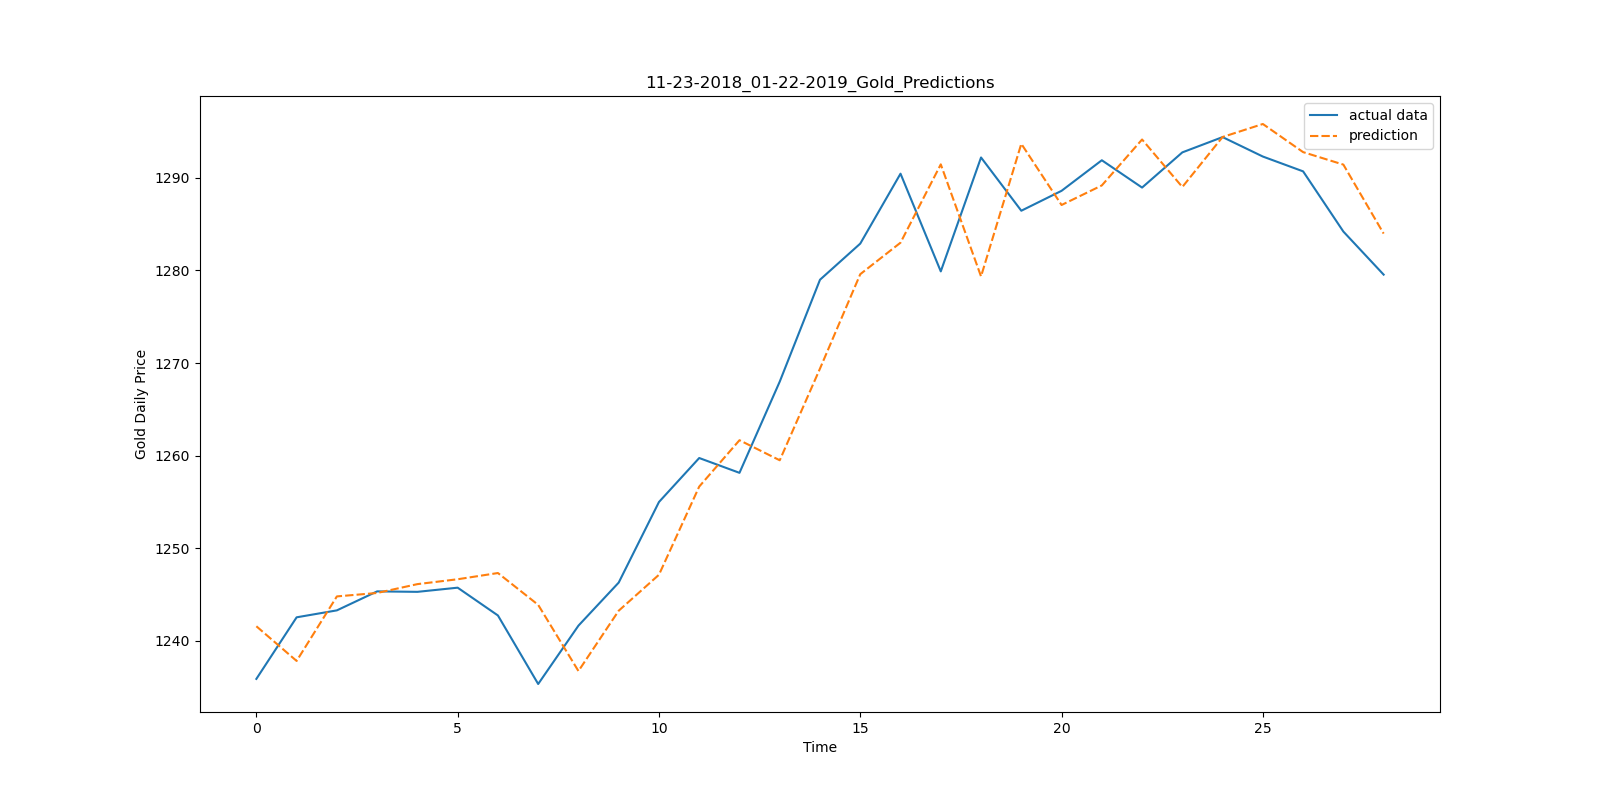 11-23-2018_01-22-2019_Gold_Predictions
actual data
prediction
1290
1280
1270
1260
1250
1240
Gold Daily Price
0 5 10 15 20 25
Time